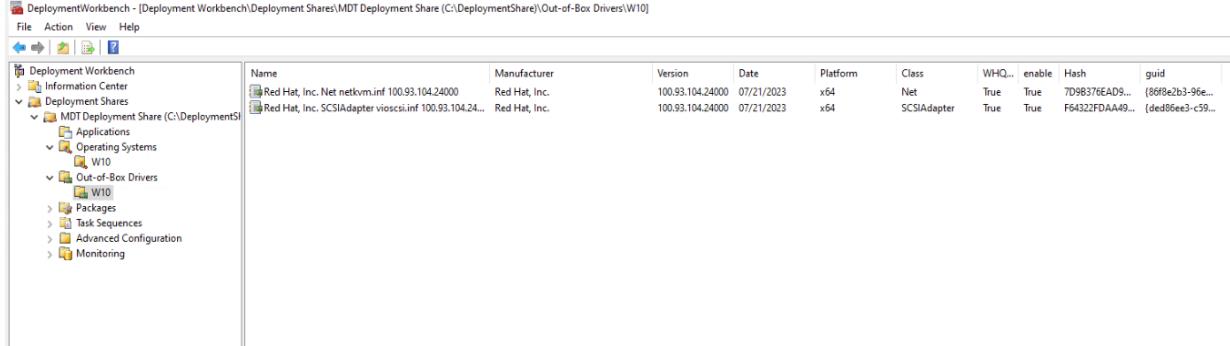 DeploymentWorkbench - [Deployment Workbench\Deployment Shares\MDT Deployment Share (C:\DeploymentShare)\Out-of-Box Drivers\W10]
File Action View Help
Deployment Workbench
Information Center
Deployment Shares
MDT Deployment Share (C:\DeploymentSh
Applications
Operating Systems
W10
Out-of-Box Drivers
W10
Packages
Task Sequences
Advanced Configuration
Monitoring
Name Manufacturer Version Date Platform Class WHQ... enable Hash guid
Red Hat, Inc. Net netkvm.inf 100.93.104.24000 Red Hat, Inc. 100.93.104.24000 07/21/2023 x64 Net True True 7D9B376EAD9... {86f8e2b3-96e...
Red Hat, Inc. SCSIAdapter vioscsi.inf 100.93.104.24... Red Hat, Inc. 100.93.104.24000 07/21/2023 x64 SCSIAdapter True True F64322FDAA49... {ded86ee3-c59...